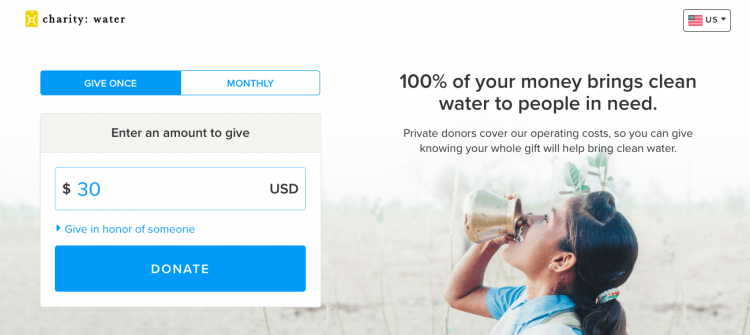 charity: water
US
GIVE ONCE
MONTHLY
Enter an amount to give
$ 30 USD
Give in honor of someone
DONATE
100% of your money brings clean
water to people in need.
Private donors cover our operating costs, so you can give
knowing your whole gift will help bring clean water.